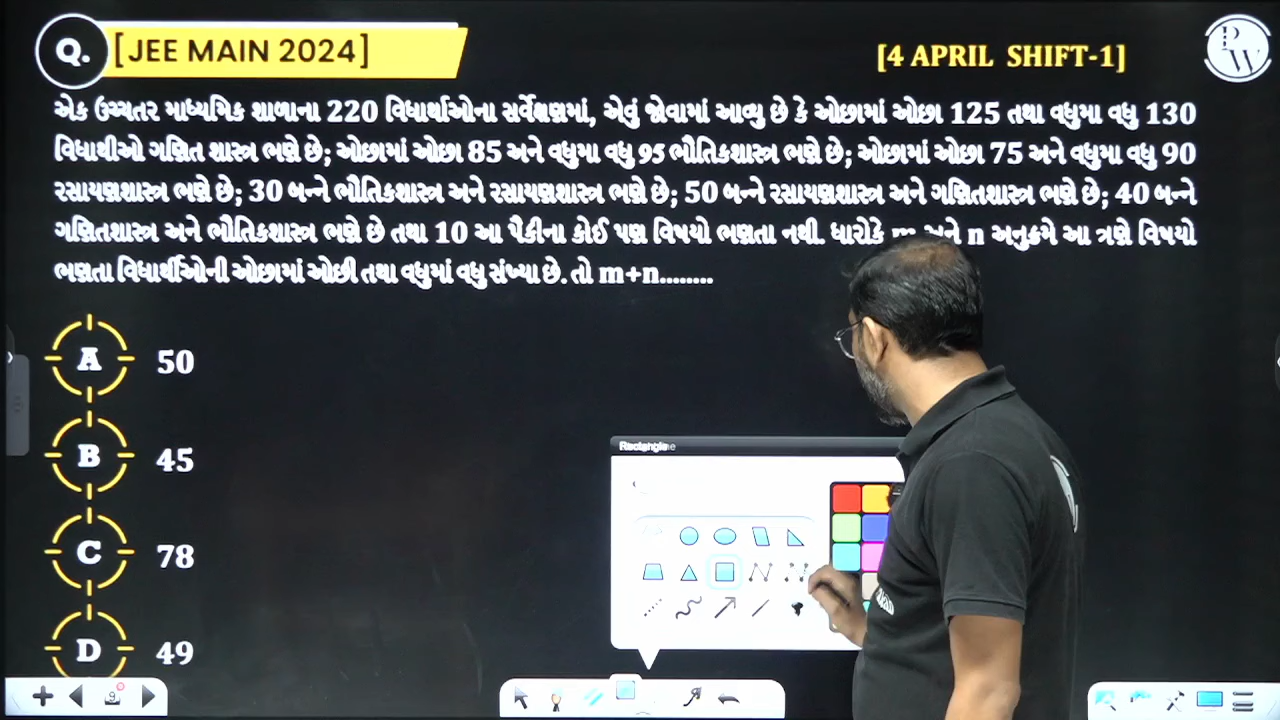 Q. [JEE MAIN 2024]
[4 APRIL SHIFT-1]
PW
એક ઉચ્ચતર માધ્યમિક શાળાના 220 વિધાર્થાઓના સર્વેક્ષણમાં, એવું જોવામાં આવ્યુ છે કે ઓછામાં ઓછા 125 તથા વધુમા વધુ 130
વિધાથીઓ ગણિત શાસ્ત્ર ભણે છે; ઓછામાં ઓછા 85 અને વધુમા વધુ 95 ભૌતિકશાસ્ત્ર ભણે છે; ઓછામાં ઓછા 75 અને વધુમા વધુ 90
રસાયણશાસ્ત્ર ભણે છે; 30 બન્ને ભૌતિકશાસ્ત્ર અને રસાયણશાસ્ત્ર ભણે છે; 50 બન્ને રસાયણશાસ્ત્ર અને ગણિતશાસ્ત્ર ભણે છે; 40 બન્ને
ગણિતશાસ્ત્ર અને ભૌતિકશાસ્ત્ર ભણે છે તથા 10 આ પૈકીના કોઈ પણ વિષયો ભણતા નથી. ધારોકે m અને n અનુક્રમે આ ત્રણે વિષયો
ભણતા વિધાર્થીઓની ઓછામાં ઓછી તથા વધુમાં વધુ સંખ્યા છે. તો m+n........
A 50
B 45
C 78
D 49
9